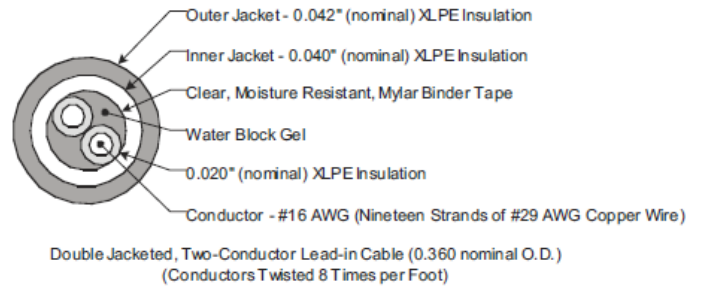 Outer Jacket - 0.042" (nominal) XLPE Insulation
Inner Jacket - 0.040" (nominal) XLPE Insulation
Clear, Moisture Resistant, Mylar Binder Tape
Water Block Gel
0.020" (nominal) XLPE Insulation
Conductor - #16 AWG (Nineteen Strands of #29 AWG Copper Wire)
Double Jacketed, Two-Conductor Lead-in Cable (0.360 nominal O.D.)
(Conductors Twisted 8 Times per Foot)